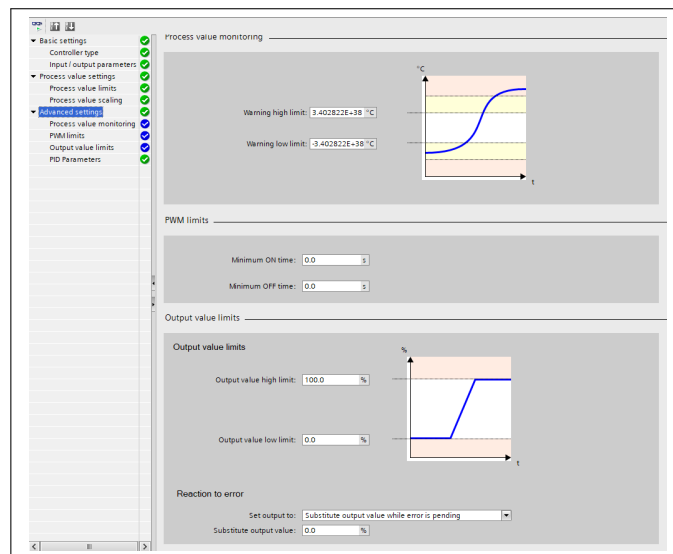 Basic settings
Controller type
Input / output parameters
Process value settings
Process value limits
Process value scaling
Advanced settings
Process value monitoring
PWM limits
Output value limits
PID Parameters
Process value monitoring
°C
Warning high limit: 3.402822E+38 °C
Warning low limit: -3.402822E+38 °C
t
PWM limits
Minimum ON time: 0.0 s
Minimum OFF time: 0.0 s
Output value limits
Output value limits
%
Output value high limit: 100.0 %
Output value low limit: 0.0 %
t
Reaction to error
Set output to: Substitute output value while error is pending
Substitute output value: 0.0 %